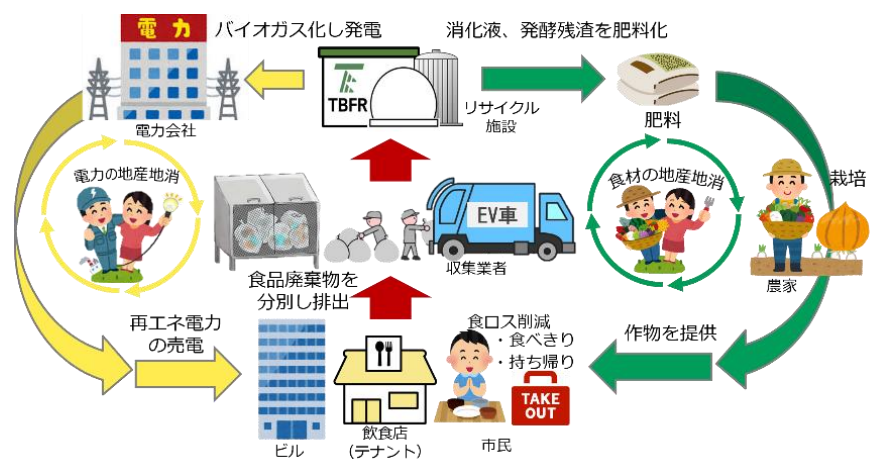 電力
バイオガス化し発電
消化液、発酵残渣を肥料化
TBFR
リサイクル
施設
電力会社
肥料
電力の地産地消
食材の地産地消
栽培
EV車
収集業者
農家
食品廃棄物を
分別し排出
再エネ電力
の売電
食ロス削減
・食べきり
・持ち帰り
作物を提供
TAKE
OUT
ビル
飲食店
(テナント)
市民